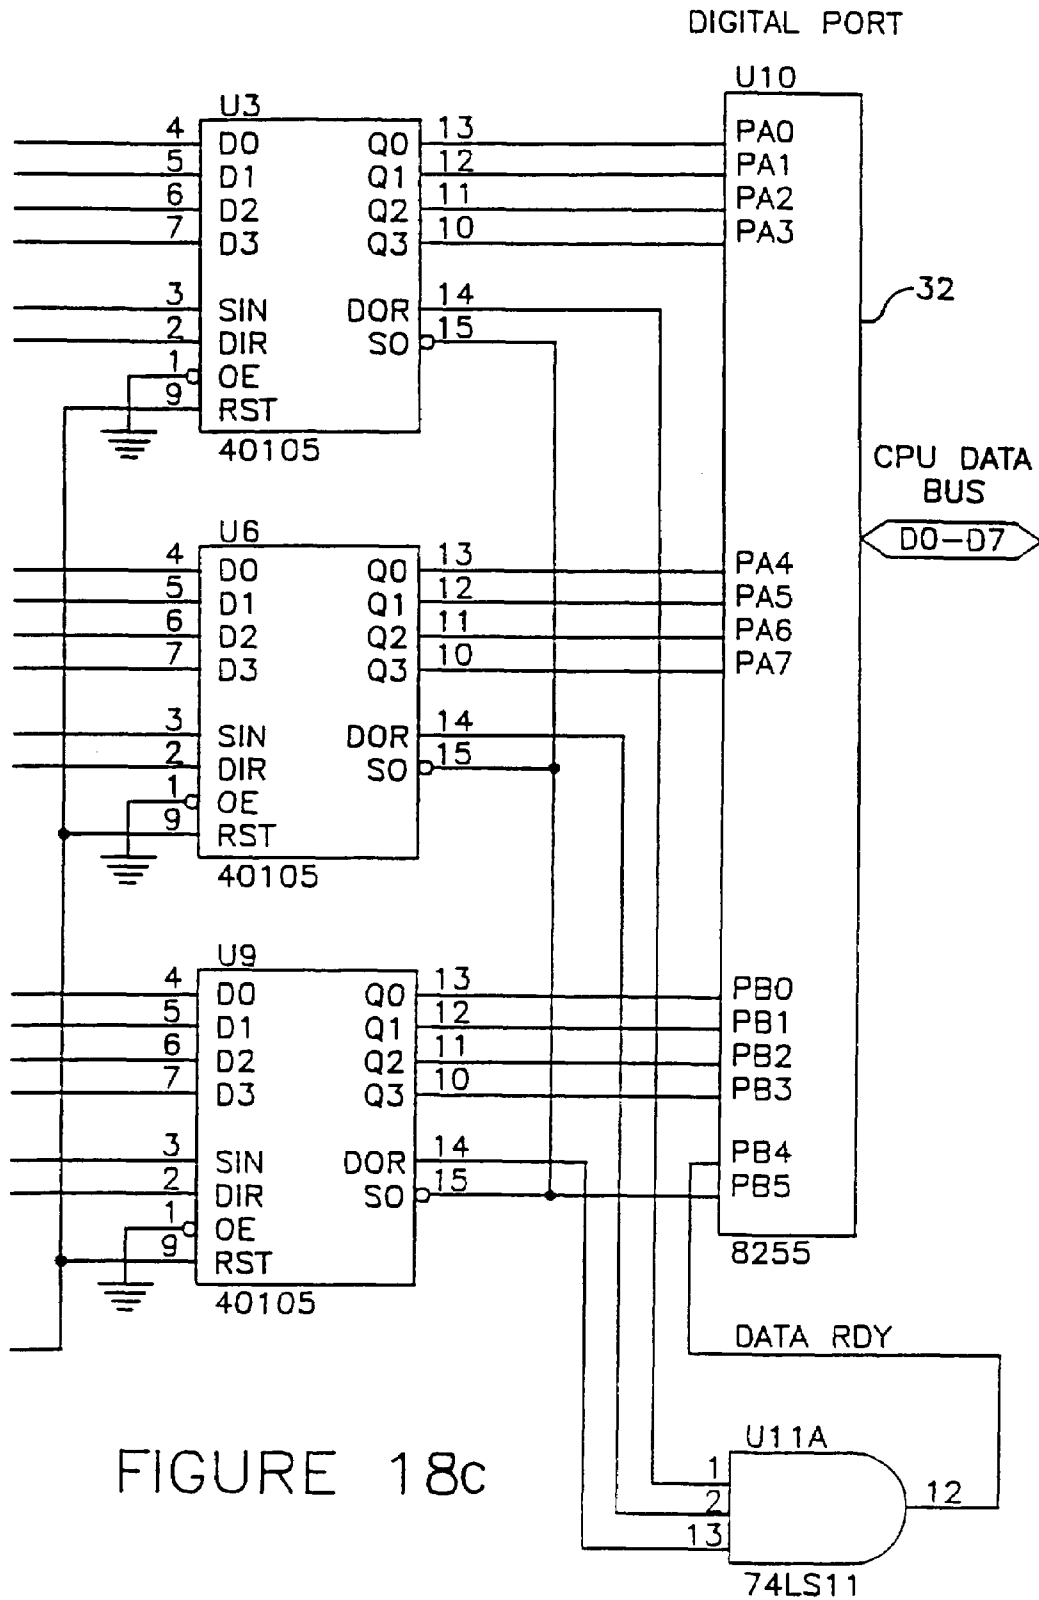 DIGITAL PORT
U10
U3
4 D0 Q0 13 PA0
5 D1 Q1 12 PA1
6 D2 Q2 11 PA2
7 D3 Q3 10 PA3
3 SIN DOR 14
32
2 DIR SO 15
1 OE
9 RST
40105
CPU DATA
BUS
D0-D7
U6
4 D0 Q0 13 PA4
5 D1 Q1 12 PA5
6 D2 Q2 11 PA6
7 D3 Q3 10 PA7
3 SIN DOR 14
2 DIR SO 15
1 OE
9 RST
40105
U9
4 D0 Q0 13 PB0
5 D1 Q1 12 PB1
6 D2 Q2 11 PB2
7 D3 Q3 10 PB3
3 SIN DOR 14 PB4
2 DIR SO 15 PB5
1 OE
9 RST
8255
40105
DATA RDY
U11A
FIGURE 18c
1
2
13
12
74LS11